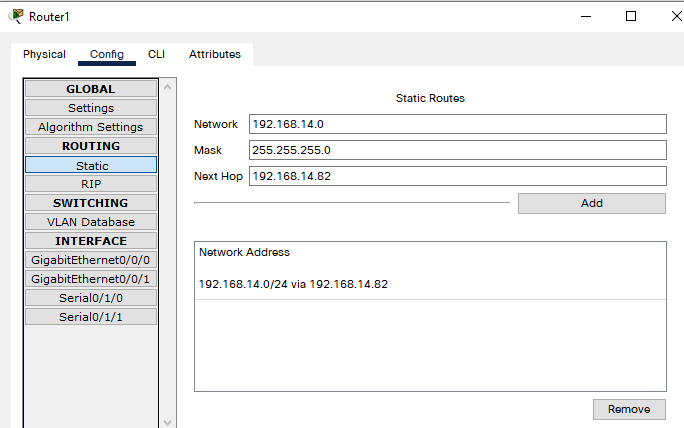 Router1
Physical Config CLI Attributes
GLOBAL
Settings
Algorithm Settings
ROUTING
Static
RIP
SWITCHING
VLAN Database
INTERFACE
GigabitEthernet0/0/0
GigabitEthernet0/0/1
Serial0/1/0
Serial0/1/1
Static Routes
Network 192.168.14.0
Mask 255.255.255.0
Next Hop 192.168.14.82
Add
Network Address
192.168.14.0/24 via 192.168.14.82
Remove